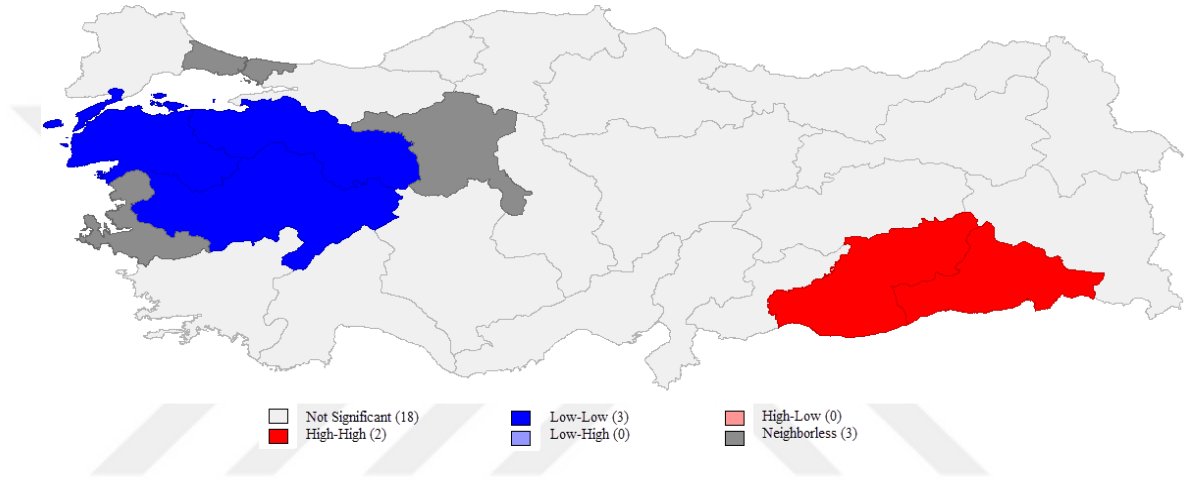 Not Significant (18)
High-High (2)
Low-Low (3)
Low-High (0)
High-Low (0)
Neighborless (3)